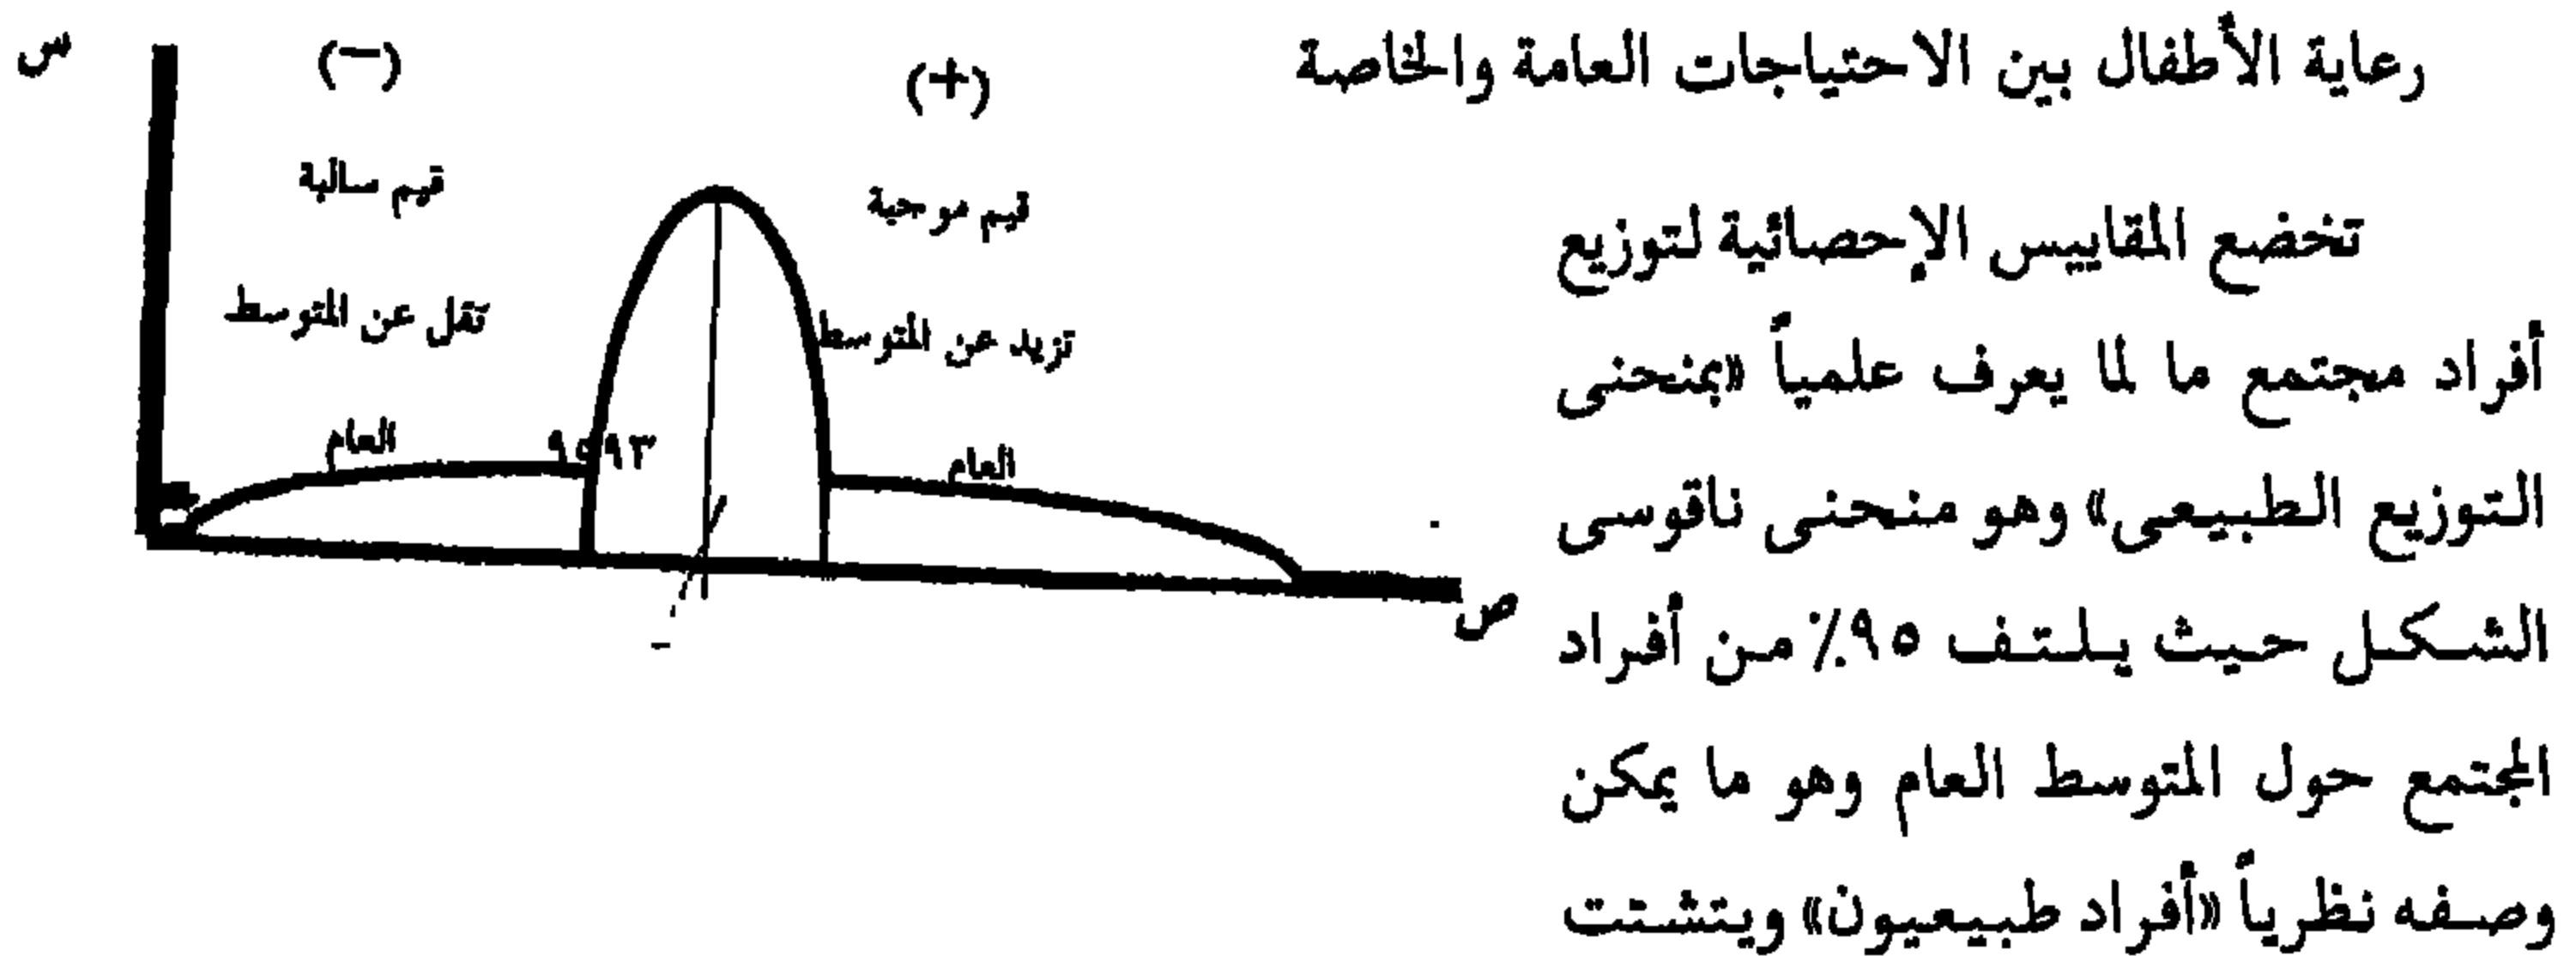 رعاية الأطفال بين الاحتياجات العامة والخاصة
تخضع المقاييس الإحصائية لتوزيع
أفراد مجتمع ما لما يعرف علمياً «بمنحنى
التوزيع الطبيعى» وهو منحنى ناقوسى
الشكل حيث يلتف ٩٥٪ من أفراد
المجتمع حول المتوسط العام وهو ما يمكن
وصفه نظرياً «أفراد طبيعيون» ويتشتت
س
(+)
قيم موجبة
تزيد عن المتوسط
العام
(–)
قيم سالبة
تقل عن المتوسط
العام
ص